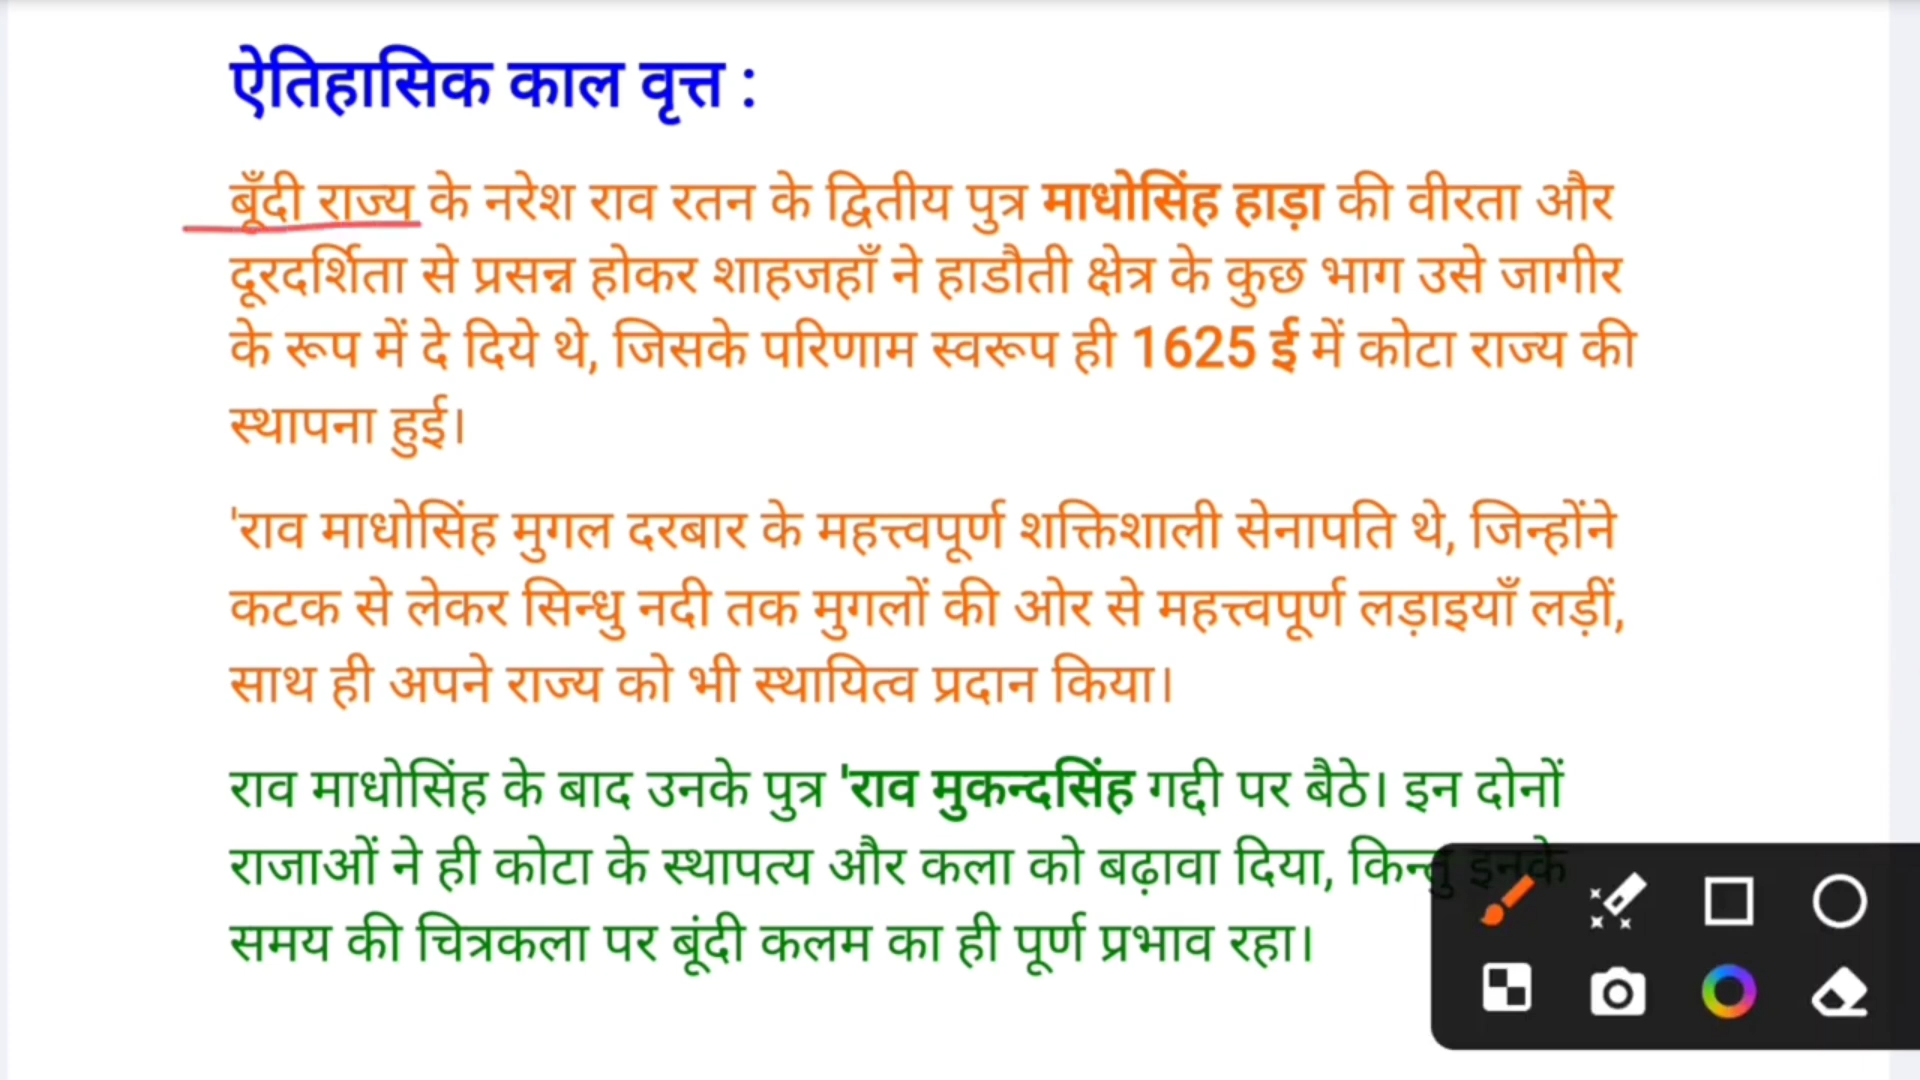 ऐतिहासिक काल वृत्त :
बूँदी राज्य के नरेश राव रतन के द्वितीय पुत्र माधोसिंह हाड़ा की वीरता और
दूरदर्शिता से प्रसन्न होकर शाहजहाँ ने हाडौती क्षेत्र के कुछ भाग उसे जागीर
के रूप में दे दिये थे, जिसके परिणाम स्वरूप ही 1625 ई में कोटा राज्य की
स्थापना हुई।
'राव माधोसिंह मुगल दरबार के महत्त्वपूर्ण शक्तिशाली सेनापति थे, जिन्होंने
कटक से लेकर सिन्धु नदी तक मुगलों की ओर से महत्त्वपूर्ण लड़ाइयाँ लड़ीं,
साथ ही अपने राज्य को भी स्थायित्व प्रदान किया।
राव माधोसिंह के बाद उनके पुत्र 'राव मुकन्दसिंह गद्दी पर बैठे। इन दोनों
राजाओं ने ही कोटा के स्थापत्य और कला को बढ़ावा दिया, किन्तु इनके
समय की चित्रकला पर बूंदी कलम का ही पूर्ण प्रभाव रहा।